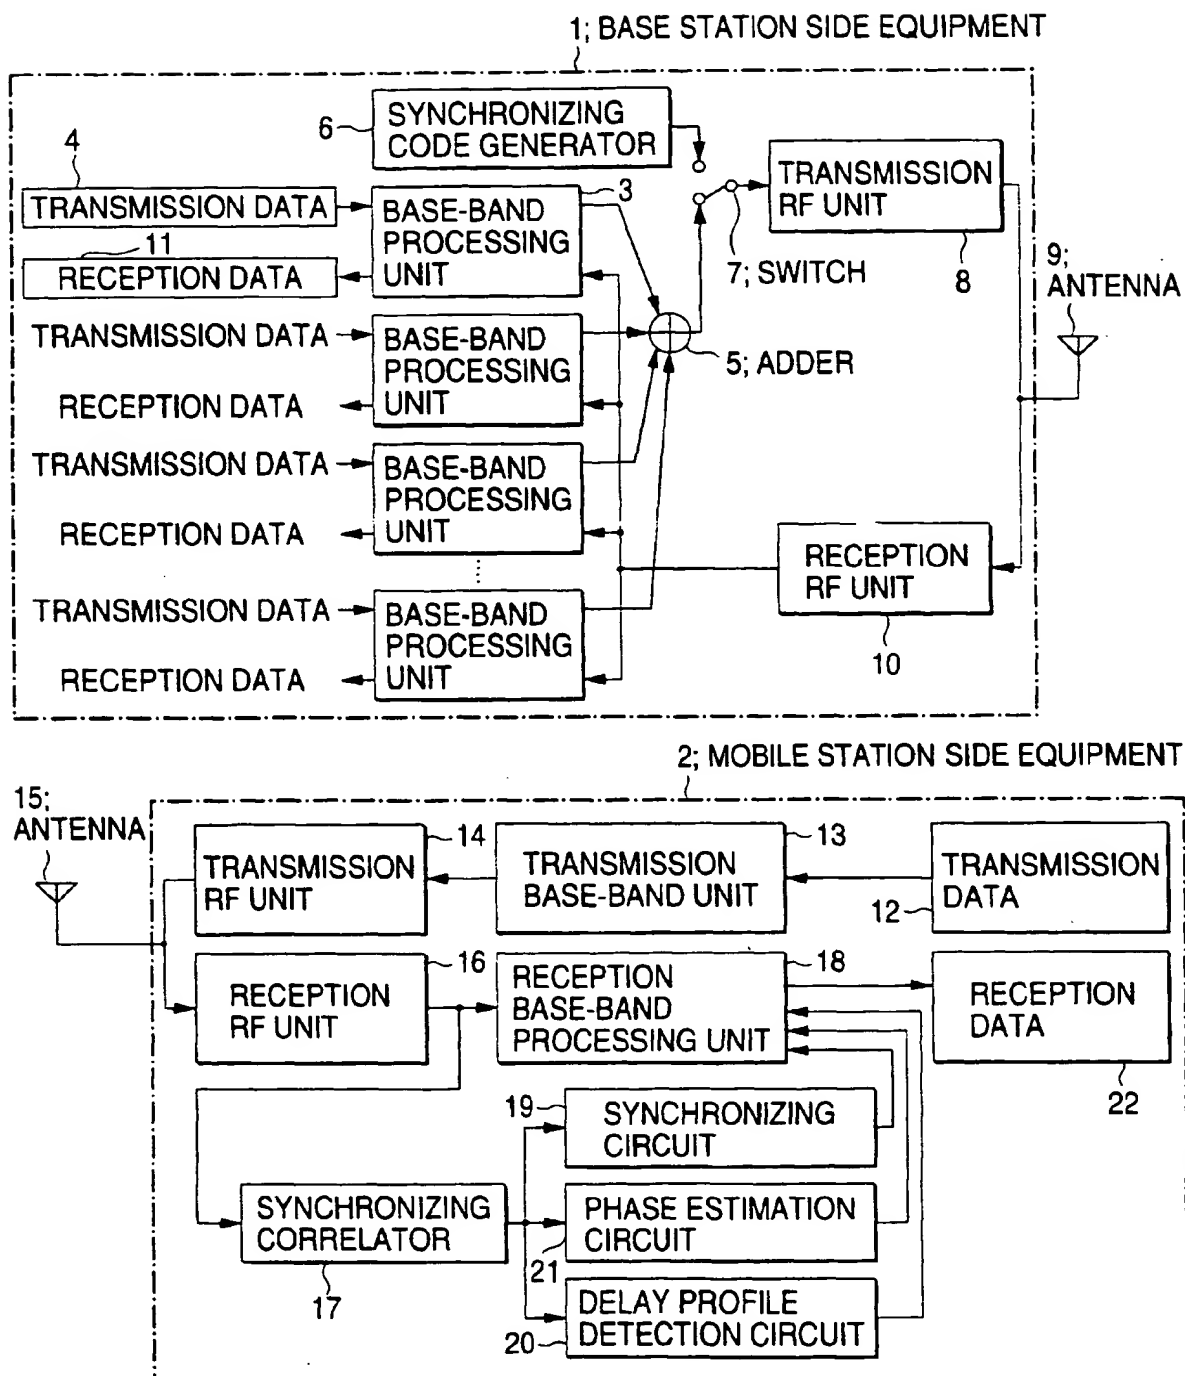 1; BASE STATION SIDE EQUIPMENT
6
SYNCHRONIZING
CODE GENERATOR
4
TRANSMISSION DATA
11
RECEPTION DATA
3
BASE-BAND
PROCESSING
UNIT
TRANSMISSION
RF UNIT
8
7; SWITCH
9;
ANTENNA
TRANSMISSION DATA
RECEPTION DATA
BASE-BAND
PROCESSING
UNIT
5; ADDER
TRANSMISSION DATA
RECEPTION DATA
BASE-BAND
PROCESSING
UNIT
RECEPTION
RF UNIT
10
TRANSMISSION DATA
RECEPTION DATA
BASE-BAND
PROCESSING
UNIT
2; MOBILE STATION SIDE EQUIPMENT
15;
ANTENNA
14
TRANSMISSION
RF UNIT
13
TRANSMISSION
BASE-BAND UNIT
TRANSMISSION
DATA
12
16
RECEPTION
RF UNIT
18
RECEPTION
BASE-BAND
PROCESSING UNIT
RECEPTION
DATA
22
19
SYNCHRONIZING
CIRCUIT
SYNCHRONIZING
CORRELATOR
17
PHASE ESTIMATION
CIRCUIT
21
DELAY PROFILE
DETECTION CIRCUIT
20